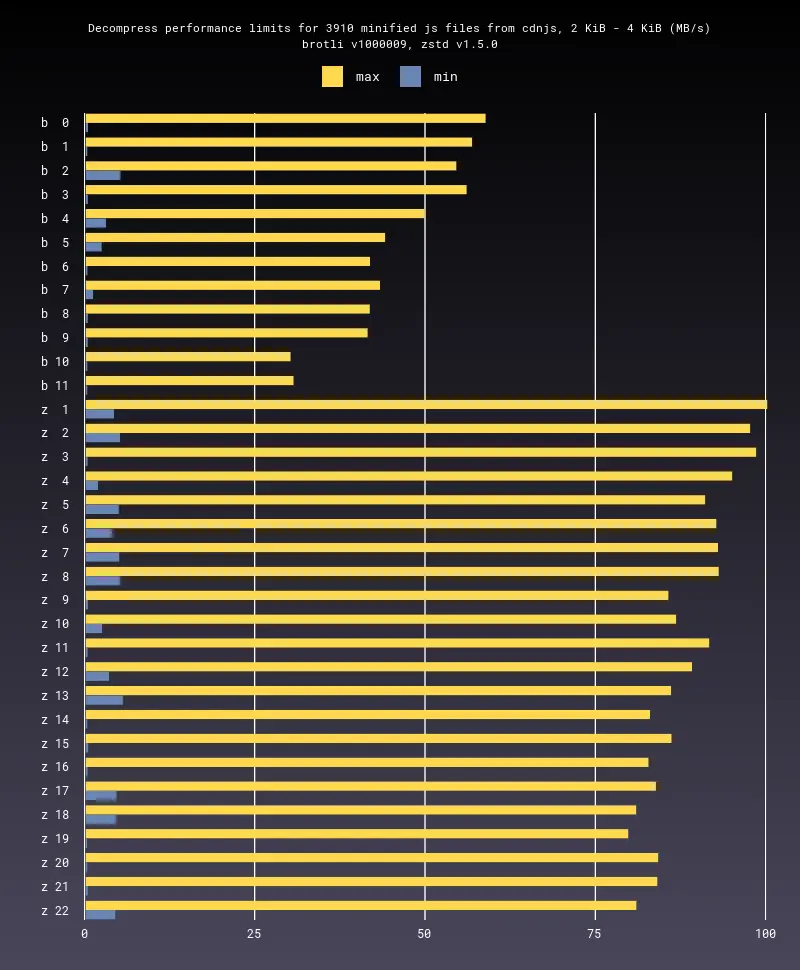 Decompress performance limits for 3910 minified js files from cdnjs, 2 KiB - 4 KiB (MB/s)
brotli v1000009, zstd v1.5.0
max min
b 0
b 1
b 2
b 3
b 4
b 5
b 6
b 7
b 8
b 9
b 10
b 11
z 1
z 2
z 3
z 4
z 5
z 6
z 7
z 8
z 9
z 10
z 11
z 12
z 13
z 14
z 15
z 16
z 17
z 18
z 19
z 20
z 21
z 22
0 25 50 75 100